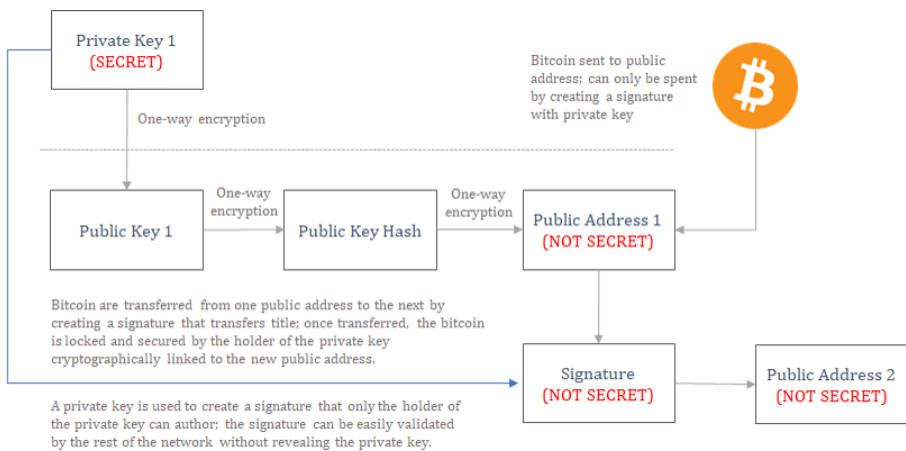 Private Key 1
(SECRET)
Bitcoin sent to public
address; can only be spent
by creating a signature
with private key
One-way encryption
One-way
encryption
One-way
encryption
Public Key 1
Public Key Hash
Public Address 1
(NOT SECRET)
Bitcoin are transferred from one public address to the next by
creating a signature that transfers title; once transferred, the bitcoin
is locked and secured by the holder of the private key
cryptographically linked to the new public address.
Signature
(NOT SECRET)
Public Address 2
(NOT SECRET)
A private key is used to create a signature that only the holder of
the private key can author; the signature can be easily validated
by the rest of the network without revealing the private key.